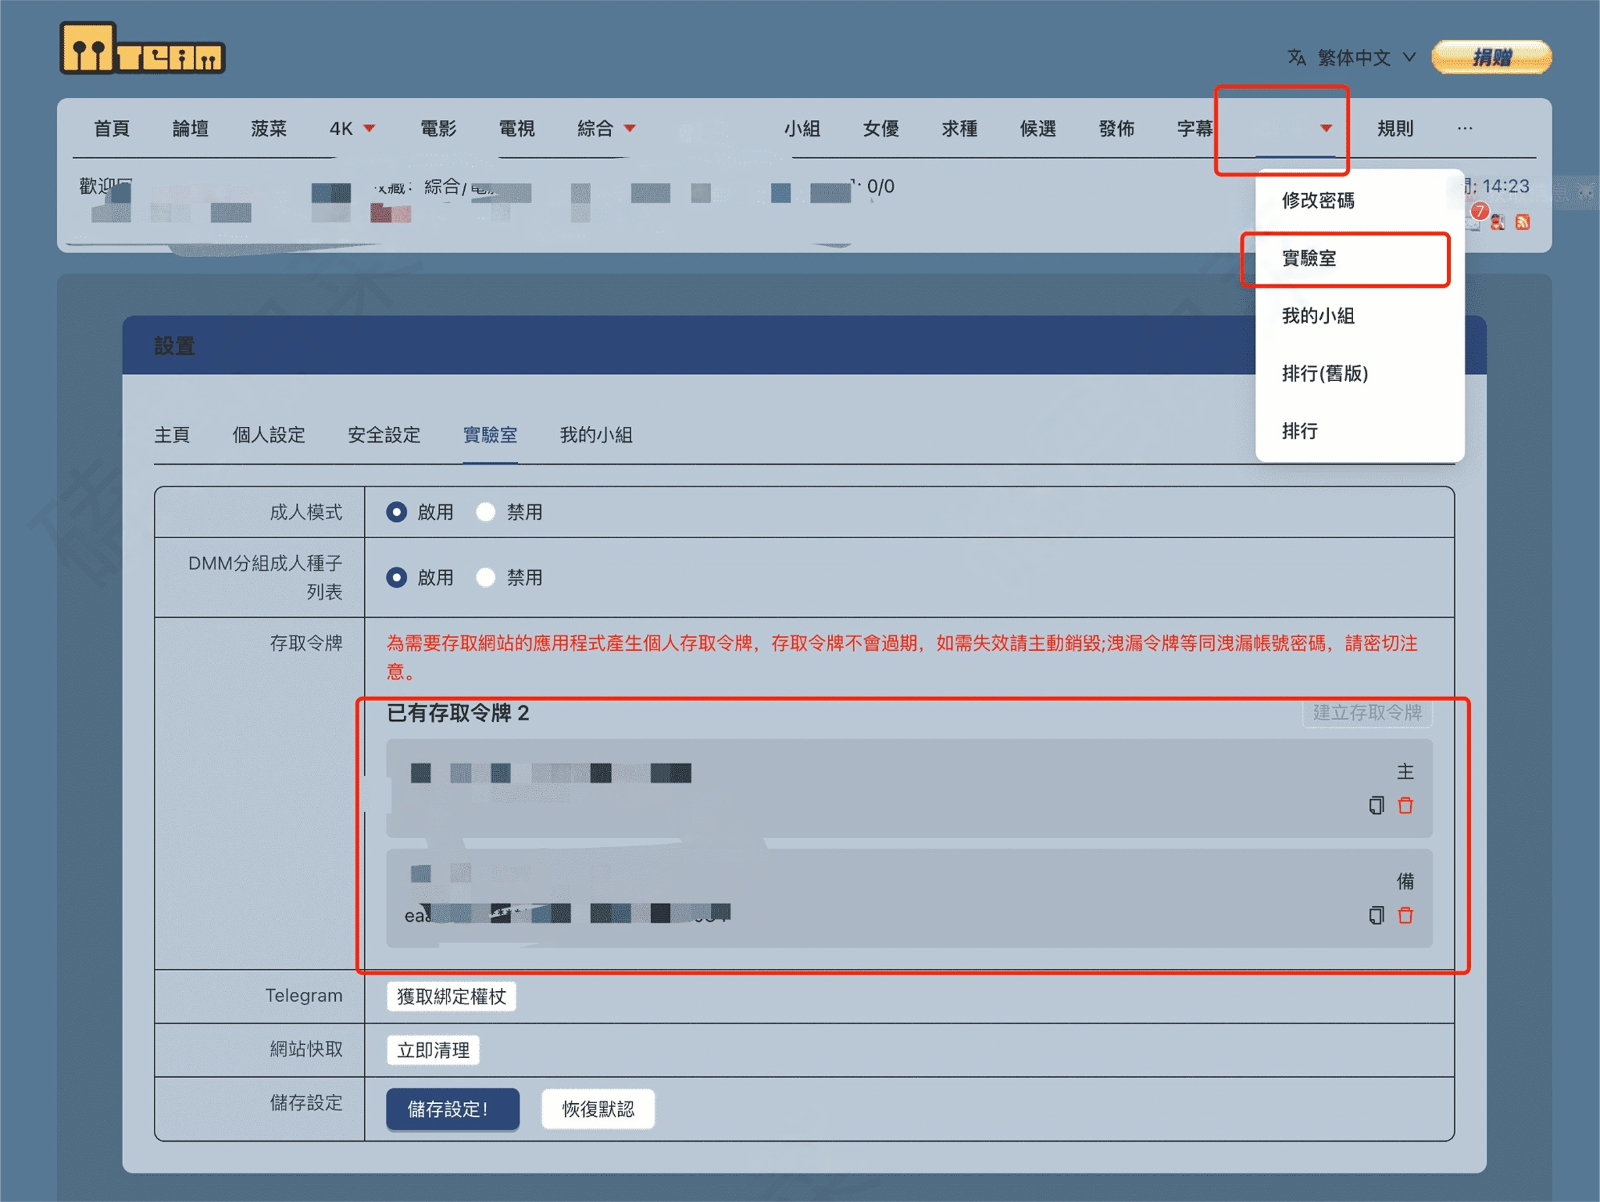 mTEAM
繁体中文
捐赠
首頁 論壇 菠菜 4K 電影 電視 綜合 小組 女優 求種 候選 發佈 字幕 規則 ···
歡迎
藏: 綜合/電
: 0/0
: 14:23
7
修改密碼
實驗室
我的小組
排行(舊版)
排行
設置
主頁 個人設定 安全設定 實驗室 我的小組
成人模式 啟用 禁用
DMM分組成人種子
列表
啟用 禁用
存取令牌
為需要存取網站的應用程式產生個人存取令牌，存取令牌不會過期，如需失效請主動銷毀;洩漏令牌等同洩漏帳號密碼，請密切注
意。
已有存取令牌 2 建立存取令牌
主
備
ea
Telegram 獲取綁定權杖
網站快取 立即清理
儲存設定 儲存設定! 恢復默認